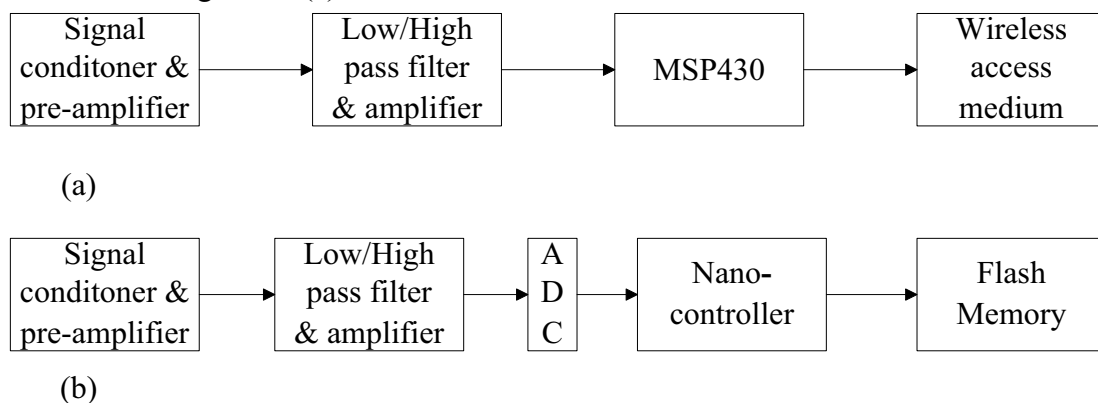 Signal
conditoner &
pre-amplifier
Low/High
pass filter
& amplifier
MSP430
Wireless
access
medium
(a)
Signal
conditoner &
pre-amplifier
Low/High
pass filter
& amplifier
A
D
C
Nano-
controller
Flash
Memory
(b)